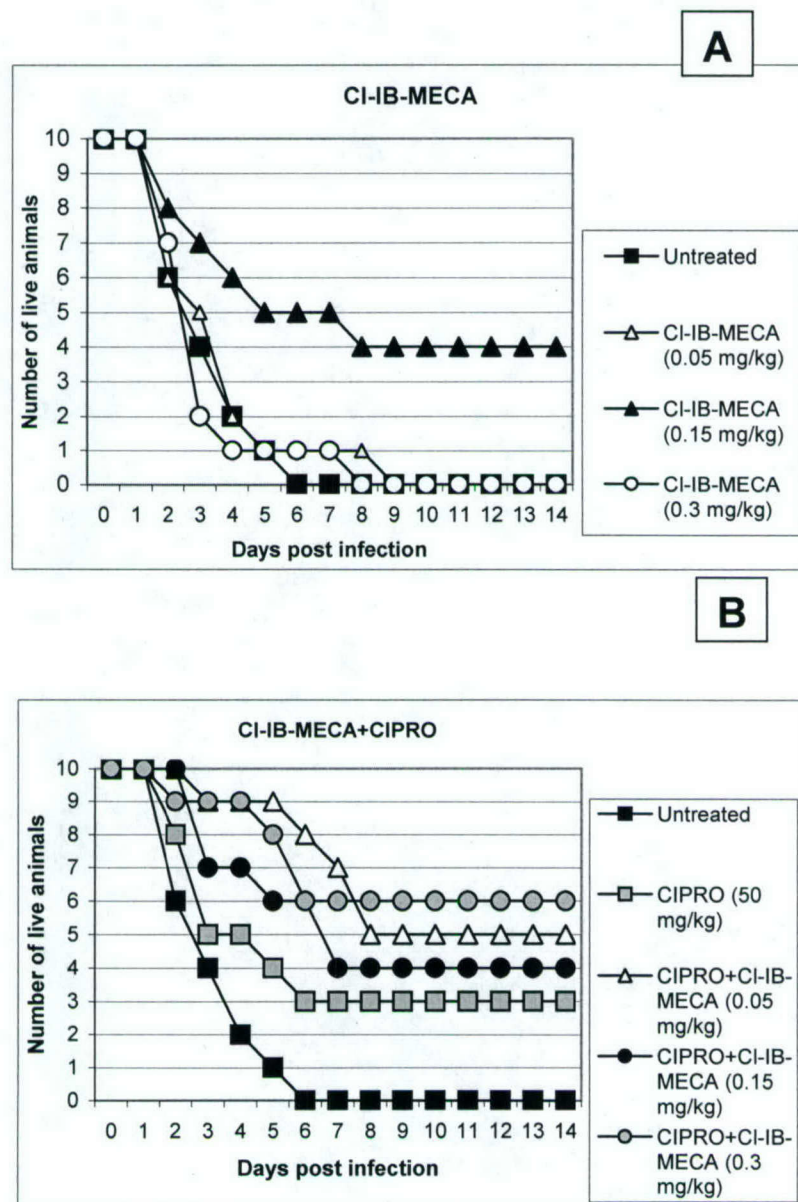 A
Cl-IB-MECA
Number of live animals
10
9
8
7
6
5
4
3
2
1
0
0 1 2 3 4 5 6 7 8 9 10 11 12 13 14
Days post infection
Untreated
Cl-IB-MECA
(0.05 mg/kg)
Cl-IB-MECA
(0.15 mg/kg)
Cl-IB-MECA
(0.3 mg/kg)
B
Cl-IB-MECA+CIPRO
Number of live animals
10
9
8
7
6
5
4
3
2
1
0
0 1 2 3 4 5 6 7 8 9 10 11 12 13 14
Days post infection
Untreated
CIPRO (50
mg/kg)
CIPRO+Cl-IB-
MECA (0.05
mg/kg)
CIPRO+Cl-IB-
MECA (0.15
mg/kg)
CIPRO+Cl-IB-
MECA (0.3
mg/kg)